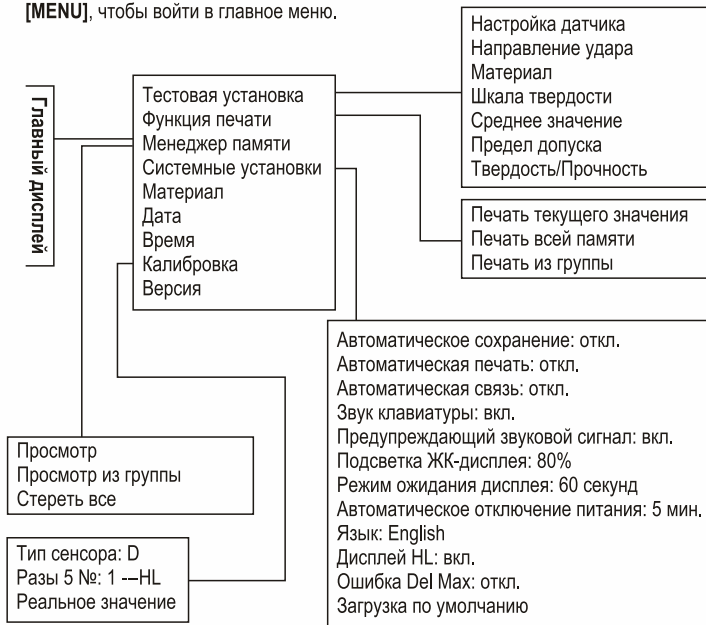 [MENU], чтобы войти в главное меню.
Главный дисплей
Тестовая установка
Функция печати
Менеджер памяти
Системные установки
Материал
Дата
Время
Калибровка
Версия
Настройка датчика
Направление удара
Материал
Шкала твердости
Среднее значение
Предел допуска
Твердость/Прочность
Печать текущего значения
Печать всей памяти
Печать из группы
Автоматическое сохранение: откл.
Автоматическая печать: откл.
Автоматическая связь: откл.
Звук клавиатуры: вкл.
Предупреждающий звуковой сигнал: вкл.
Подсветка ЖК-дисплея: 80%
Режим ожидания дисплея: 60 секунд
Автоматическое отключение питания: 5 мин.
Язык: English
Дисплей HL: вкл.
Ошибка Del Max: откл.
Загрузка по умолчанию
Просмотр
Просмотр из группы
Стереть все
Тип сенсора: D
Разы 5 №: 1 ---HL
Реальное значение